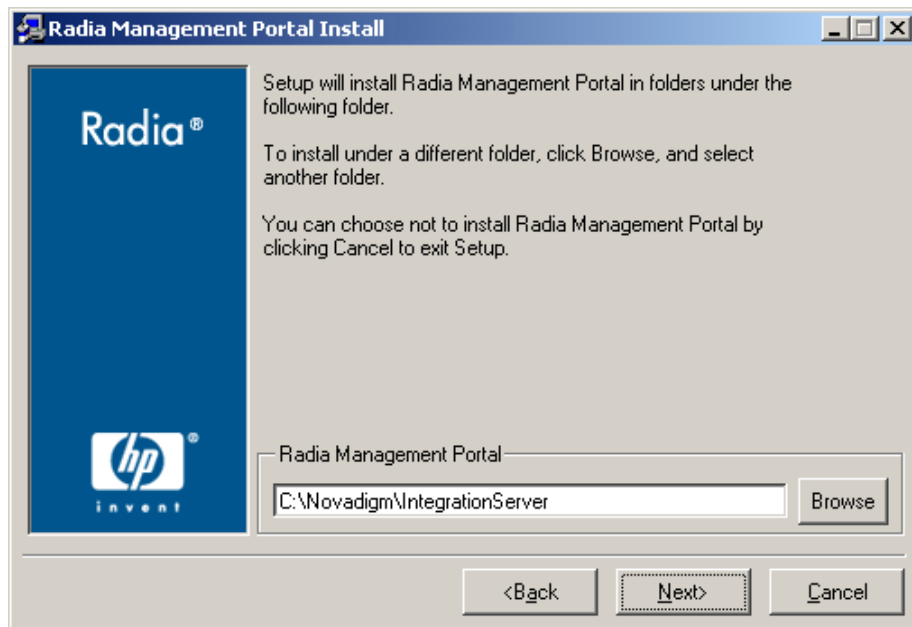 Radia Management Portal Install
Setup will install Radia Management Portal in folders under the
following folder.
Radia®
To install under a different folder, click Browse, and select
another folder.
You can choose not to install Radia Management Portal by
clicking Cancel to exit Setup.
hp®
invent
Radia Management Portal
C:\Novadigm\IntegrationServer
Browse
<Back
Next>
Cancel